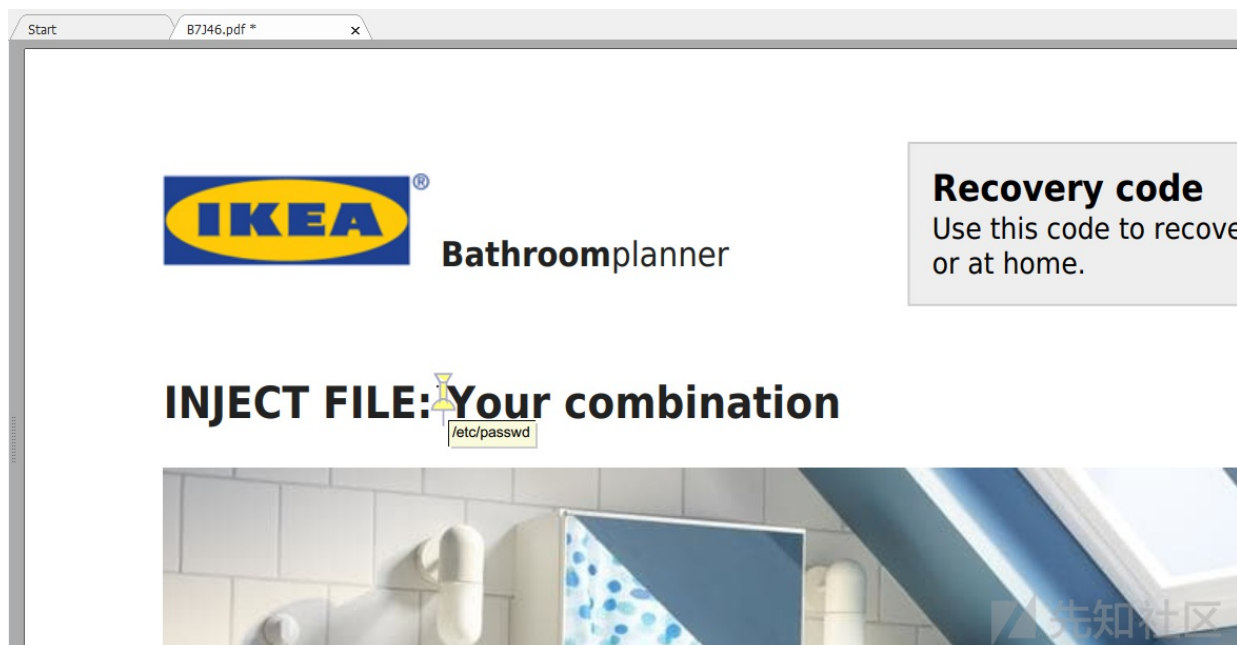 Start
B7J46.pdf *
x
IKEA®
Bathroomplanner
Recovery code
Use this code to recove
or at home.
INJECT FILE: Your combination
/etc/passwd
先知社区